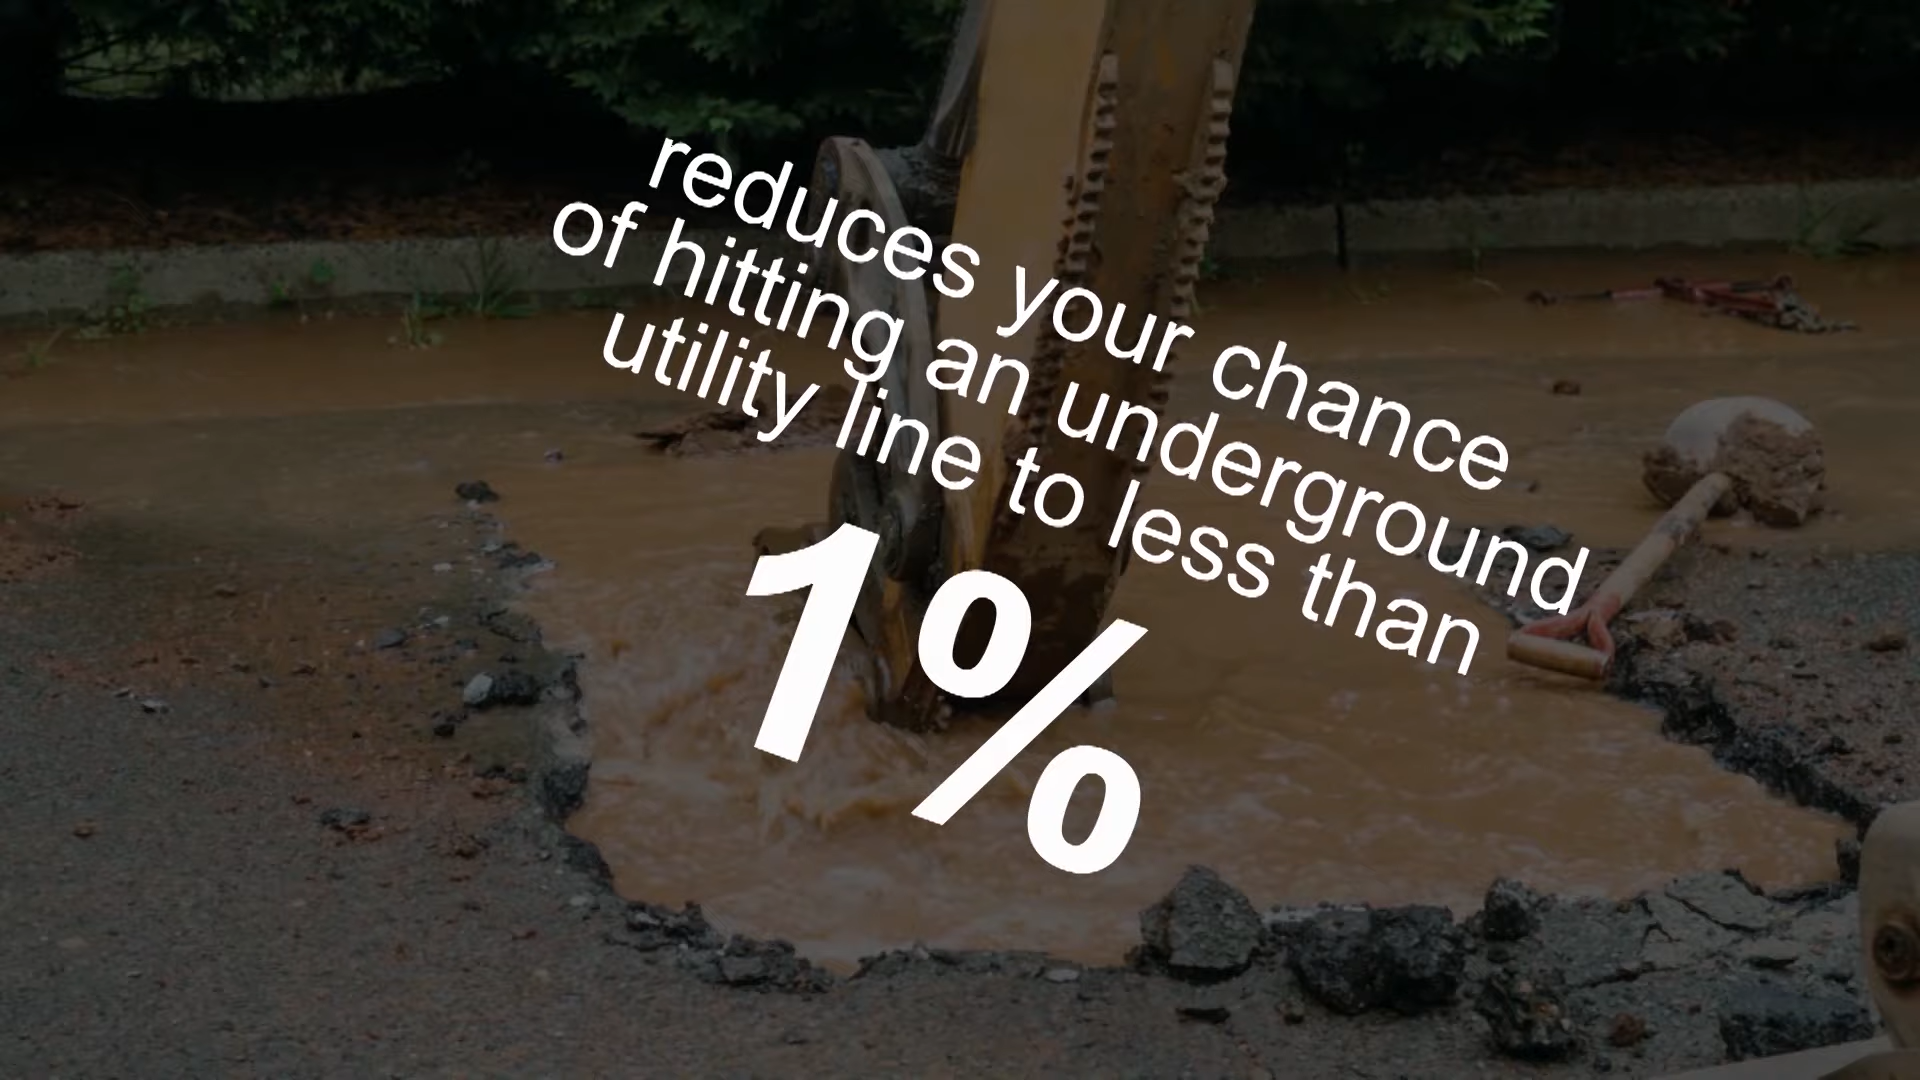 reduces your chance
of hitting an underground
utility line to less than
1%